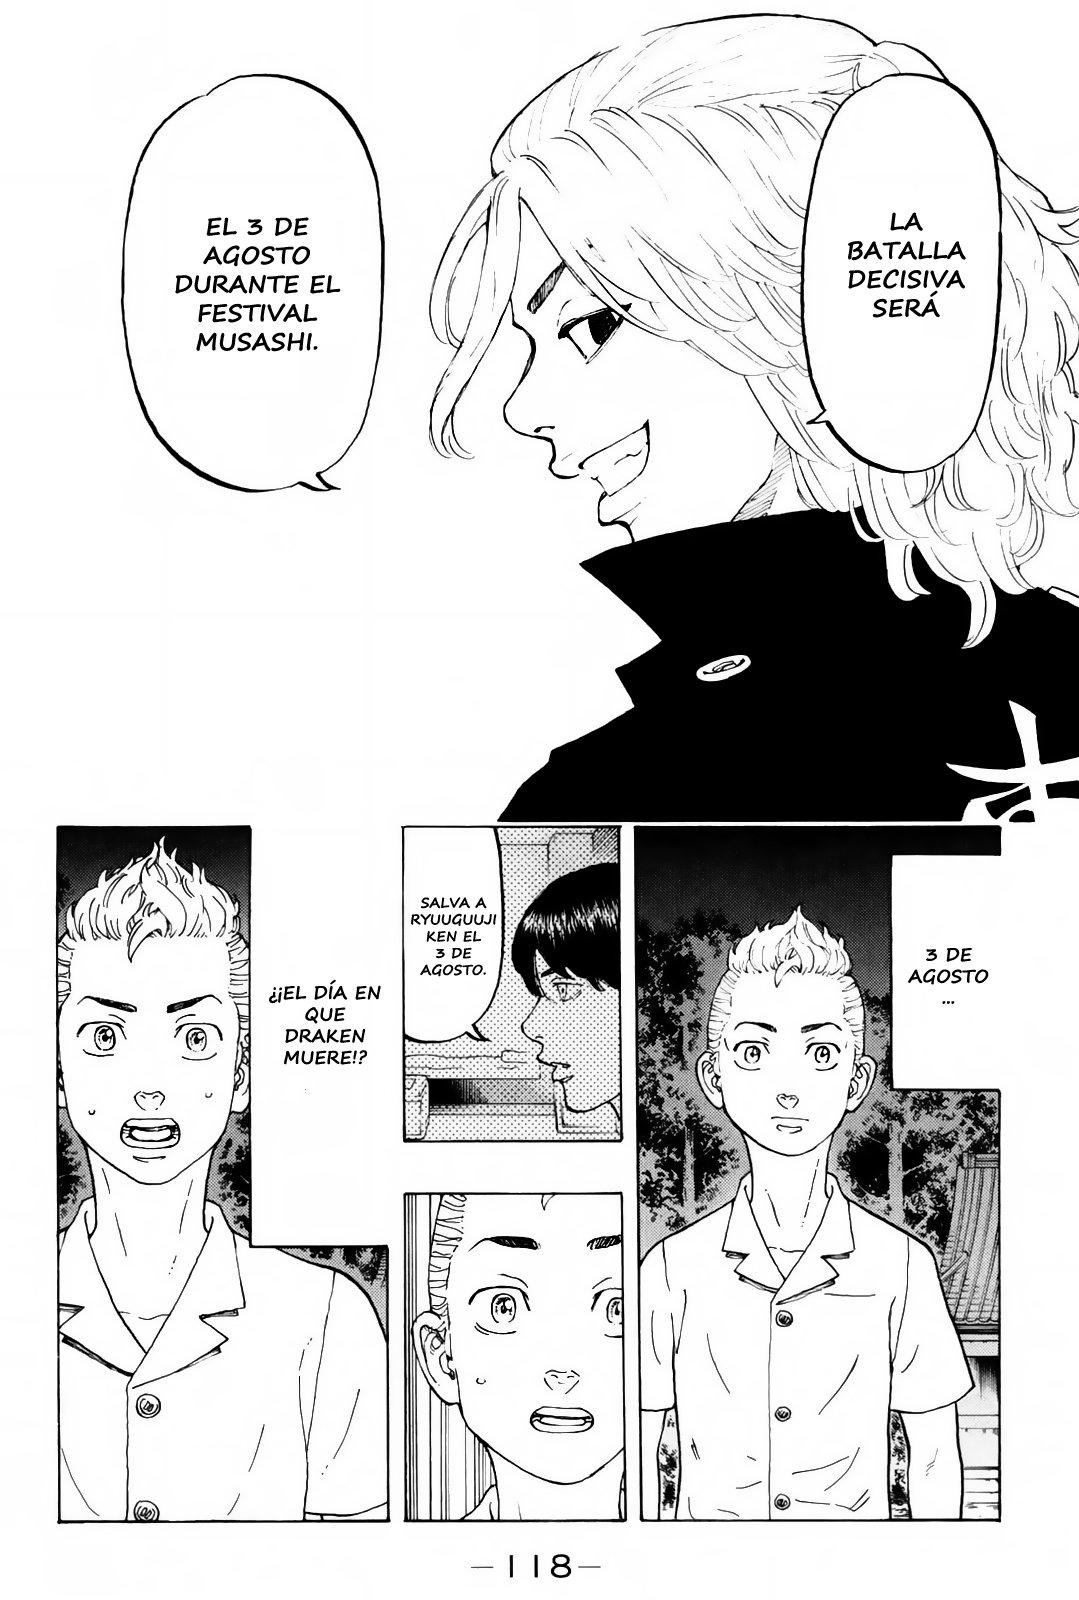 LA
BATALLA
DECISIVA
SERÁ
EL 3 DE
AGOSTO
DURANTE EL
FESTIVAL
MUSASHI.
3 DE
AGOSTO
...
SALVA A
RYUUGUUJI
KEN EL
3 DE
AGOSTO.
¿¡EL DÍA EN
QUE
DRAKEN
MUERE!?
—118—